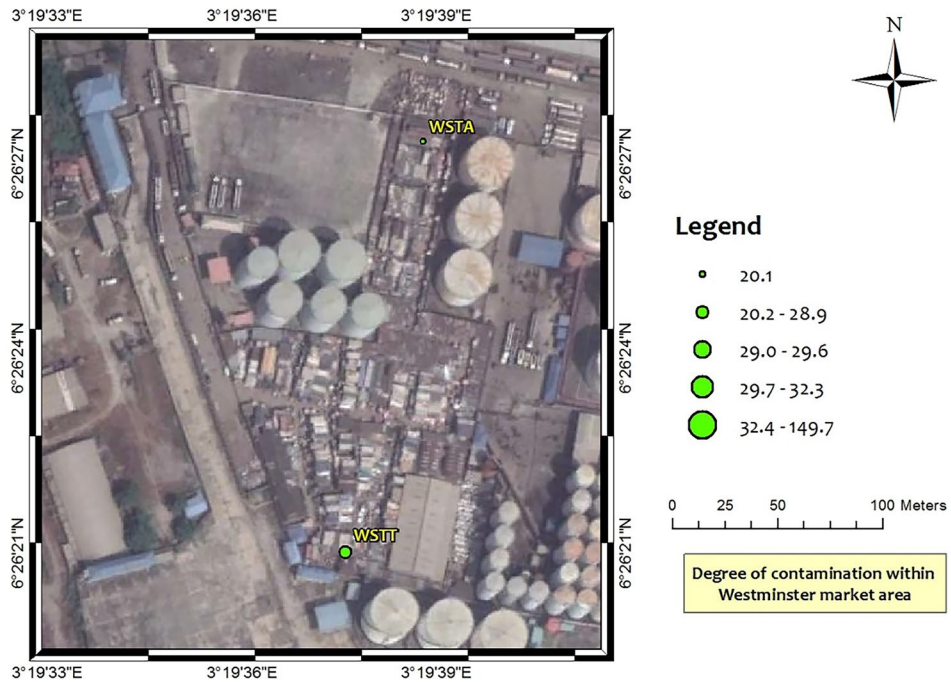 3°19'33"E 3°19'36"E 3°19'39"E
N
WSTA
6°26'27"N 6°26'27"N
Legend
20.1
20.2 - 28.9
29.0 - 29.6
29.7 - 32.3
32.4 - 149.7
6°26'24"N 6°26'24"N
0 50 100 Meters
WSTT
6°26'21"N 6°26'21"N
Degree of contamination within
Westminster market area
3°19'33"E 3°19'36"E 3°19'39"E